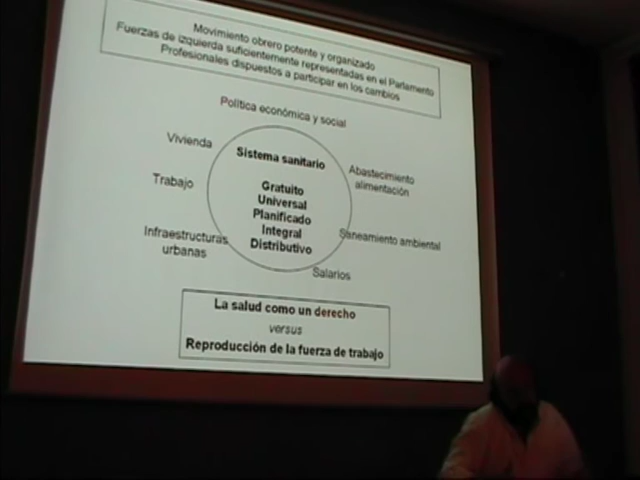 Movimiento obrero potente y organizado
Fuerzas de izquierda suficientemente representadas en el Parlamento
Profesionales dispuestos a participar en los cambios
Política económica y social
Vivienda
Sistema sanitario
Abastecimiento
alimentación
Trabajo
Gratuito
Universal
Planificado
Integral
Distributivo
Infraestructuras
urbanas
Saneamiento ambiental
Salarios
La salud como un derecho
versus
Reproducción de la fuerza de trabajo